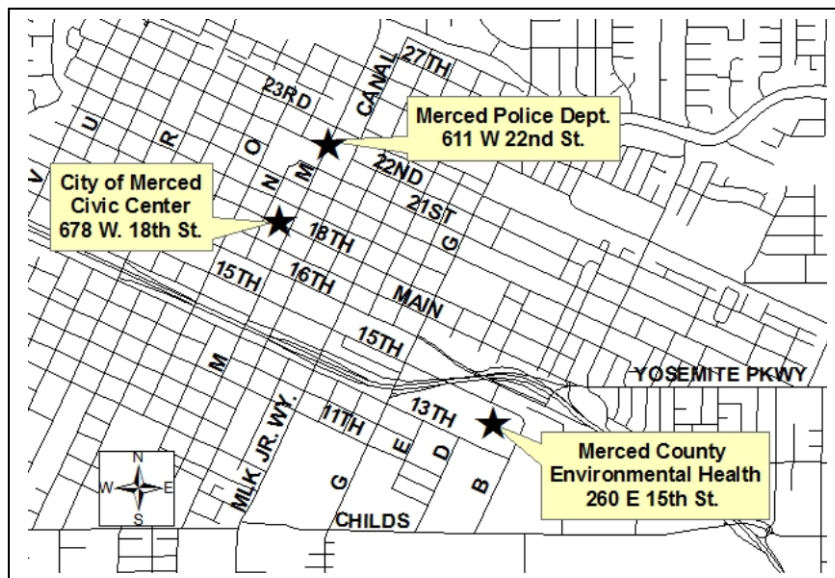 27TH
CANAL
23RD
Merced Police Dept.
611 W 22nd St.
U
R
O
V
N
M
22ND
City of Merced
Civic Center
678 W. 18th St.
21ST
18TH
G
15TH
16TH
MAIN
15TH
M
YOSEMITE PKWY
13TH
11TH
MLK JR. WY.
E
D
B
G
Merced County
Environmental Health
260 E 15th St.
N
W E
S
CHILDS